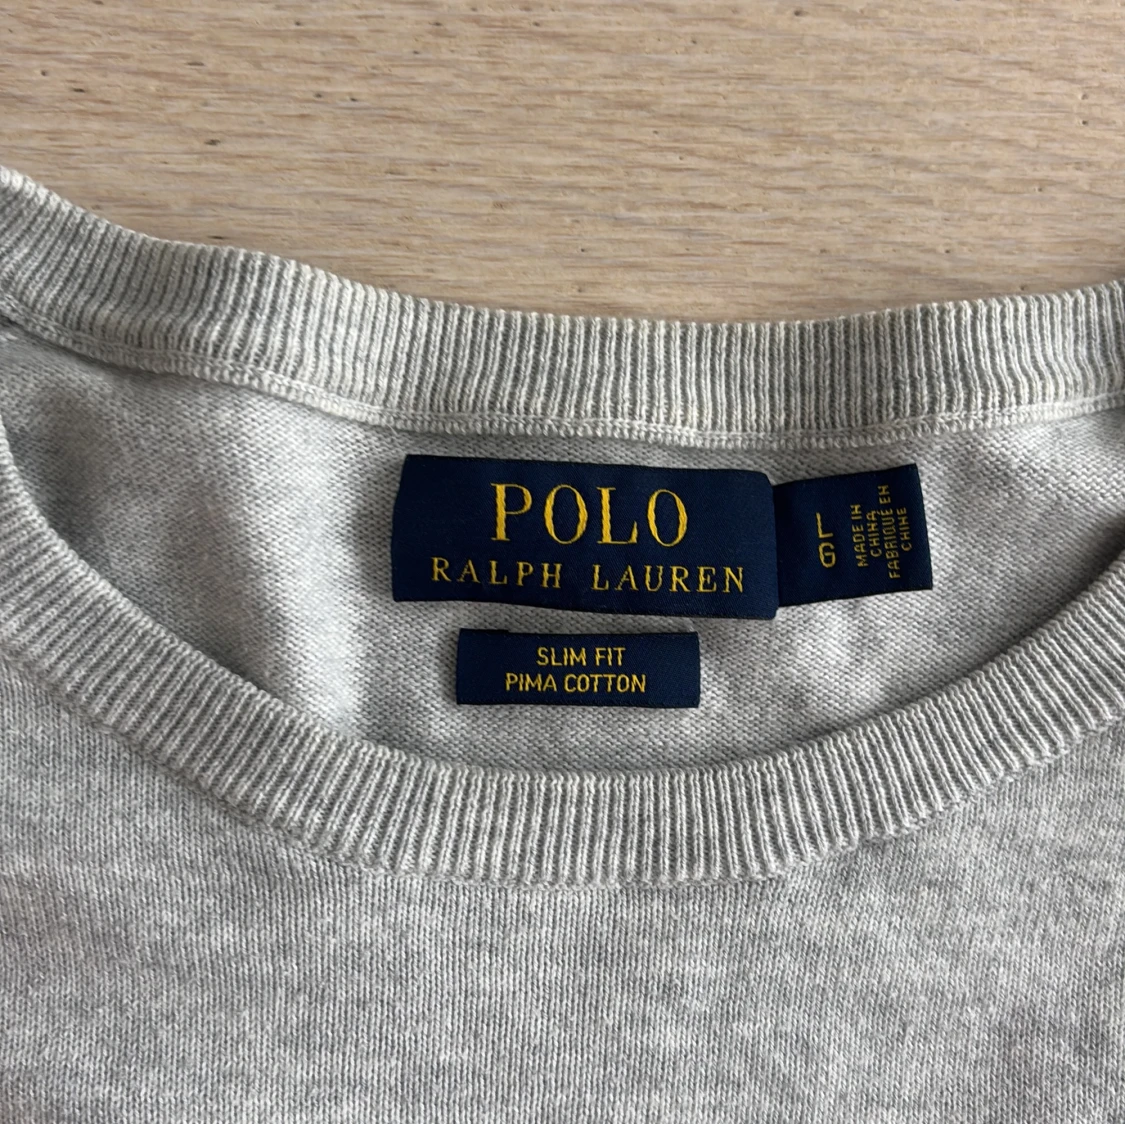 POLO
RALPH LAUREN
MADE IN
CHINA
FABRIQUÉ EN
CHINE
SLIM FIT
PIMA COTTON